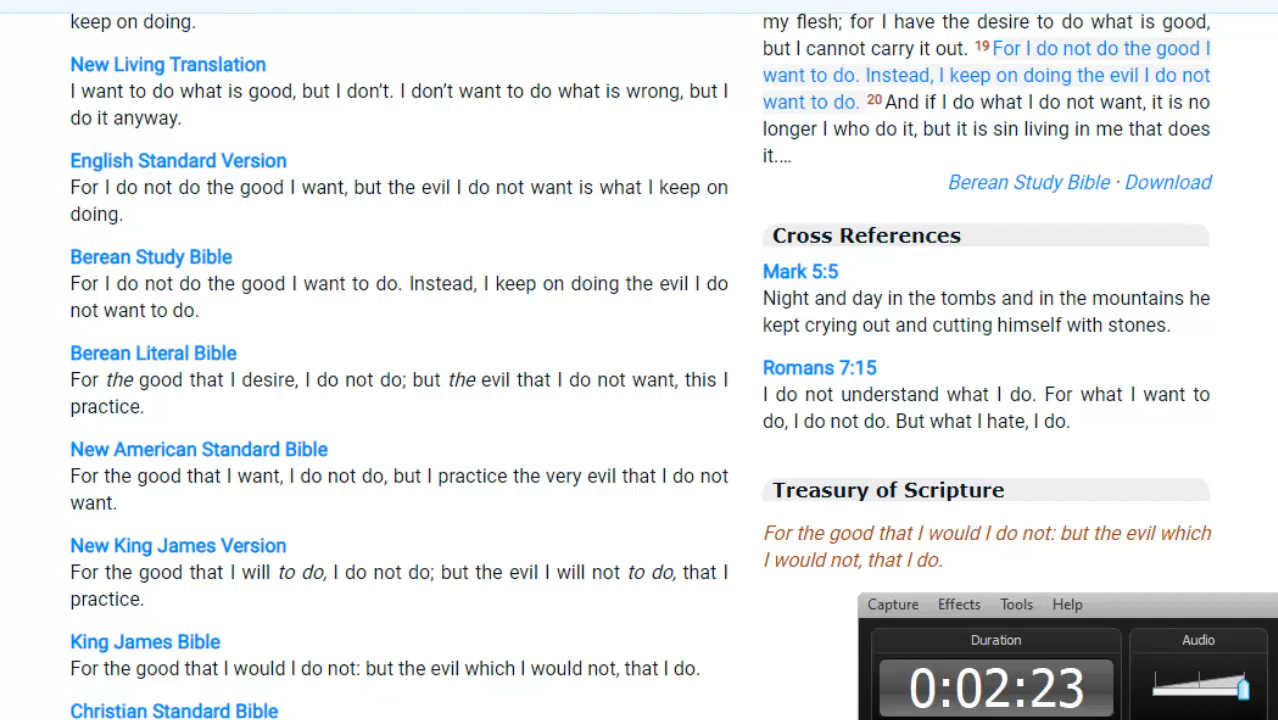 keep on doing.
New Living Translation
I want to do what is good, but I don’t. I don’t want to do what is wrong, but I
do it anyway.
English Standard Version
For I do not do the good I want, but the evil I do not want is what I keep on
doing.
Berean Study Bible
For I do not do the good I want to do. Instead, I keep on doing the evil I do
not want to do.
Berean Literal Bible
For the good that I desire, I do not do; but the evil that I do not want, this I
practice.
New American Standard Bible
For the good that I want, I do not do, but I practice the very evil that I do not
want.
New King James Version
For the good that I will to do, I do not do; but the evil I will not to do, that I
practice.
King James Bible
For the good that I would I do not: but the evil which I would not, that I do.
Christian Standard Bible
my flesh; for I have the desire to do what is good,
but I cannot carry it out. 19 For I do not do the good I
want to do. Instead, I keep on doing the evil I do not
want to do. 20 And if I do what I do not want, it is no
longer I who do it, but it is sin living in me that does
it.…
Berean Study Bible · Download
Cross References
Mark 5:5
Night and day in the tombs and in the mountains he
kept crying out and cutting himself with stones.
Romans 7:15
I do not understand what I do. For what I want to
do, I do not do. But what I hate, I do.
Treasury of Scripture
For the good that I would I do not: but the evil which
I would not, that I do.
Capture Effects Tools Help
Duration Audio
0:02:23